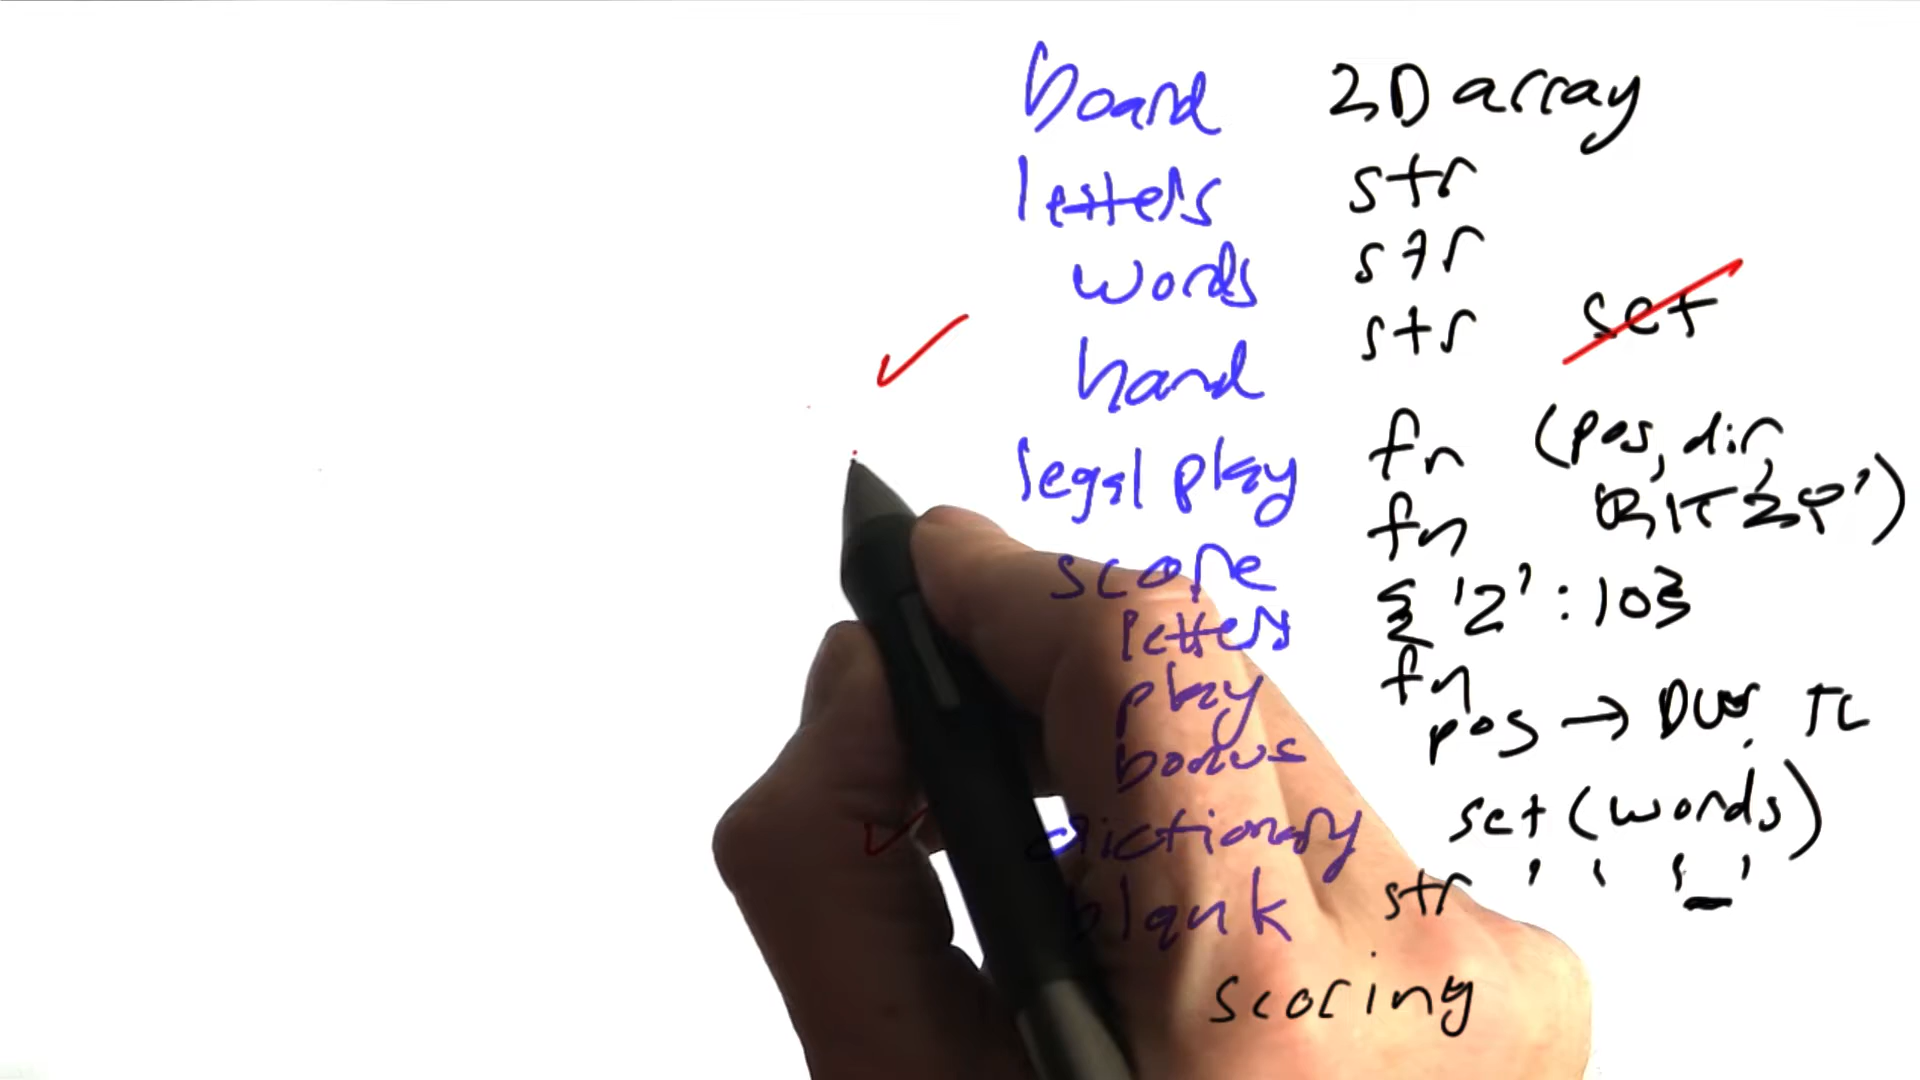 board 2D array
letters str
words str
hand str set
legal play fn (pos, dir,
score fn
letters {'Z':10}
play fn
bonus pos → DW, TL
dictionary set(words)
blank str ' ' '_'
scoring